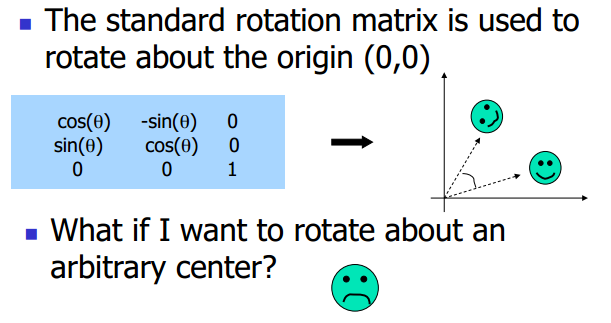 The standard rotation matrix is used to
rotate about the origin (0,0)
cos(θ) -sin(θ) 0
sin(θ) cos(θ) 0
0 0 1
What if I want to rotate about an
arbitrary center?